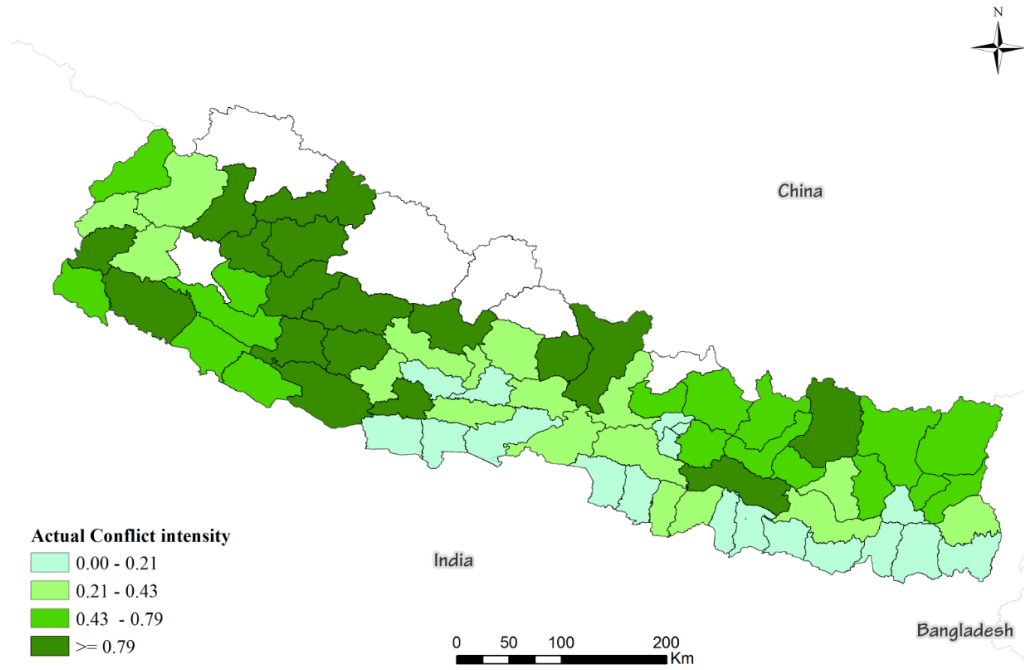 N
China
India
Bangladesh
Actual Conflict intensity
0.00 - 0.21
0.21 - 0.43
0.43 - 0.79
>= 0.79
0 50 100 200
Km